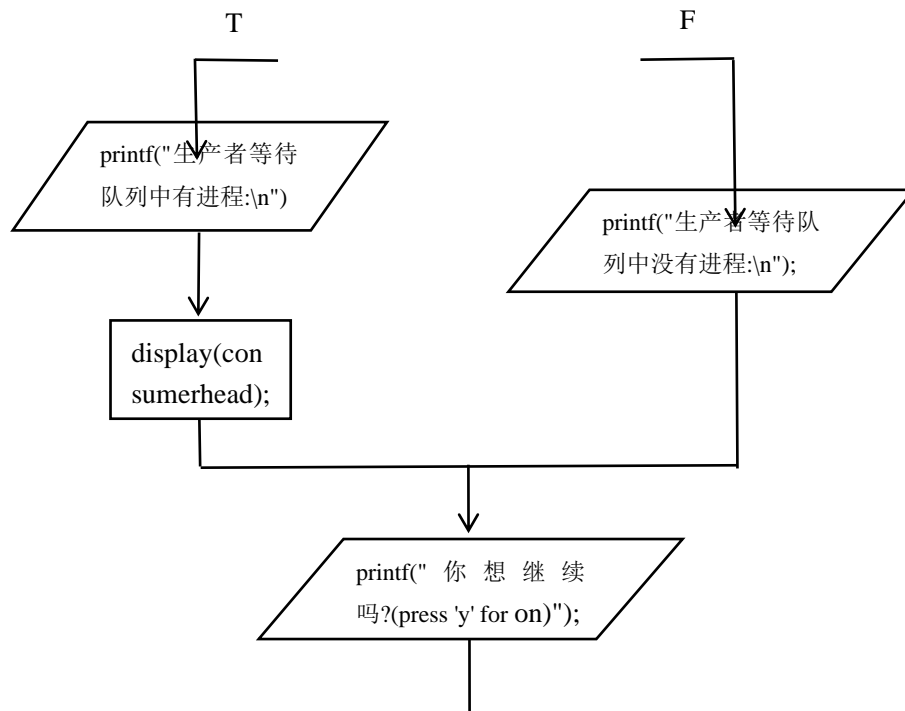 T
F
printf("生产者等待
队列中有进程:\n")
printf("生产者等待队
列中没有进程:\n");
display(con
sumerhead);
printf(" 你 想 继 续
吗?(press 'y' for on)");